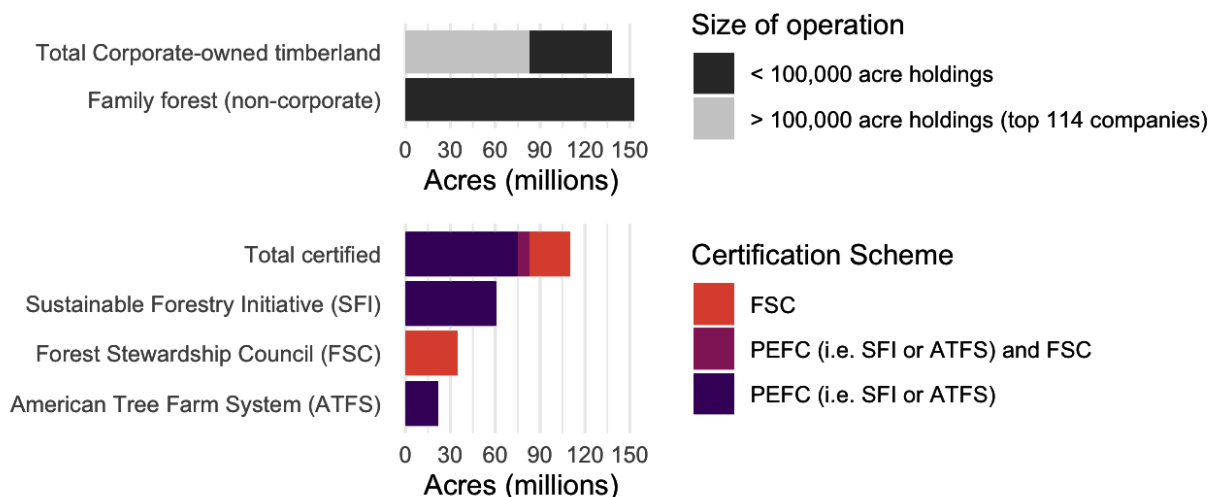 Total Corporate-owned timberland
Family forest (non-corporate)
0 30 60 90 120 150
Acres (millions)
Size of operation
< 100,000 acre holdings
> 100,000 acre holdings (top 114 companies)
Total certified
Sustainable Forestry Initiative (SFI)
Forest Stewardship Council (FSC)
American Tree Farm System (ATFS)
0 30 60 90 120 150
Acres (millions)
Certification Scheme
FSC
PEFC (i.e. SFI or ATFS) and FSC
PEFC (i.e. SFI or ATFS)